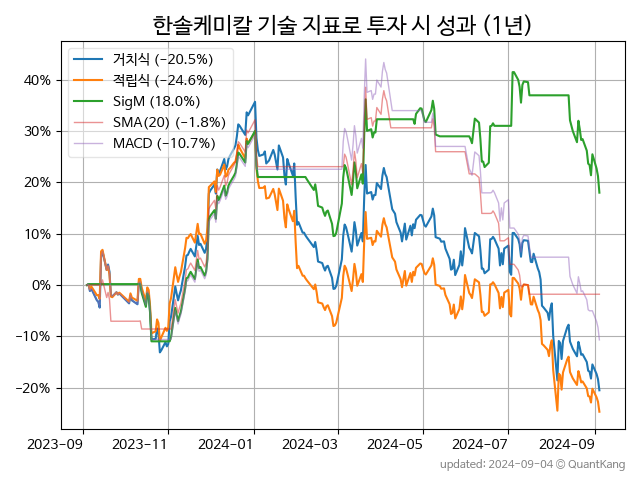 한솔케미칼 기술 지표로 투자 시 성과 (1년)
거치식 (−20.5%)
적립식 (−24.6%)
SigM (18.0%)
SMA(20) (−1.8%)
MACD (−10.7%)
40%
30%
20%
10%
0%
−10%
−20%
2023-09 2023-11 2024-01 2024-03 2024-05 2024-07 2024-09
updated: 2024-09-04 © QuantKang